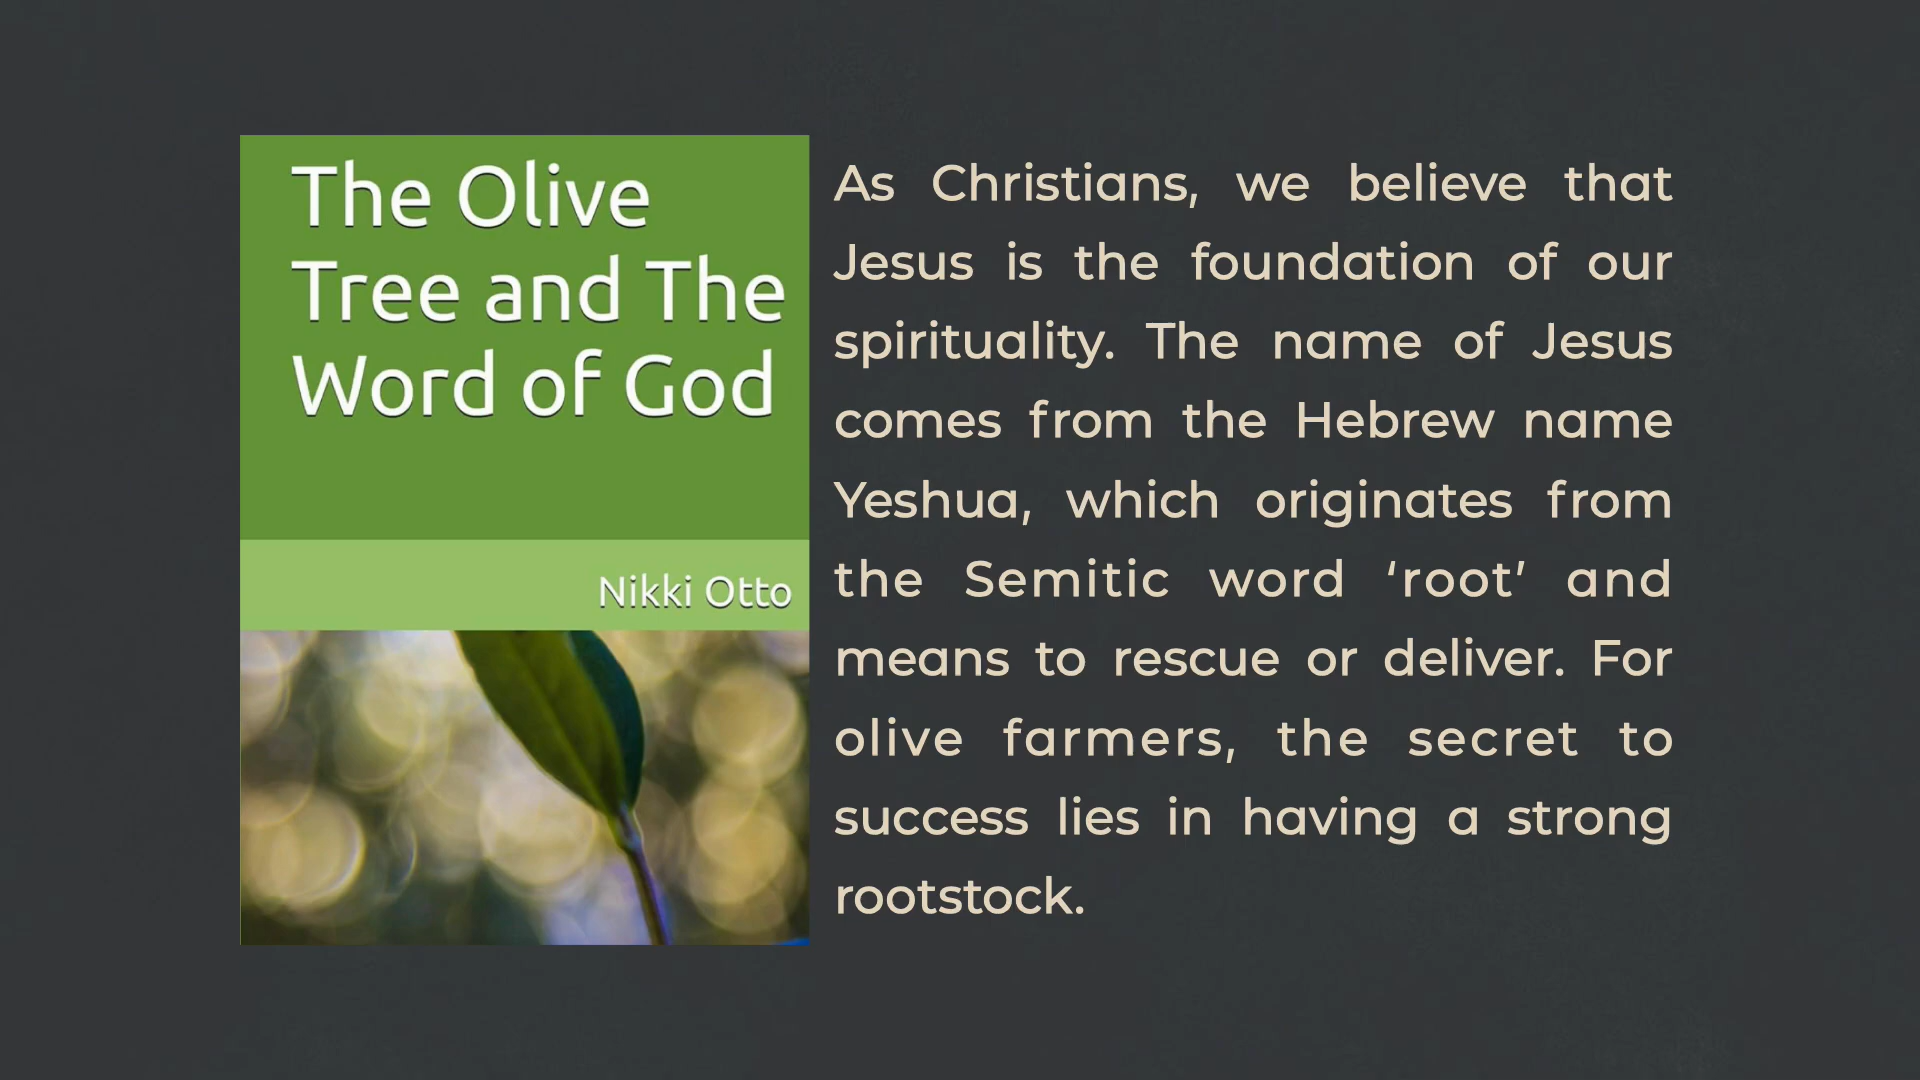 The Olive
Tree and The
Word of God
Nikki Otto
As Christians, we believe that
Jesus is the foundation of our
spirituality. The name of Jesus
comes from the Hebrew name
Yeshua, which originates from
the Semitic word ‘root’ and
means to rescue or deliver. For
olive farmers, the secret to
success lies in having a strong
rootstock.